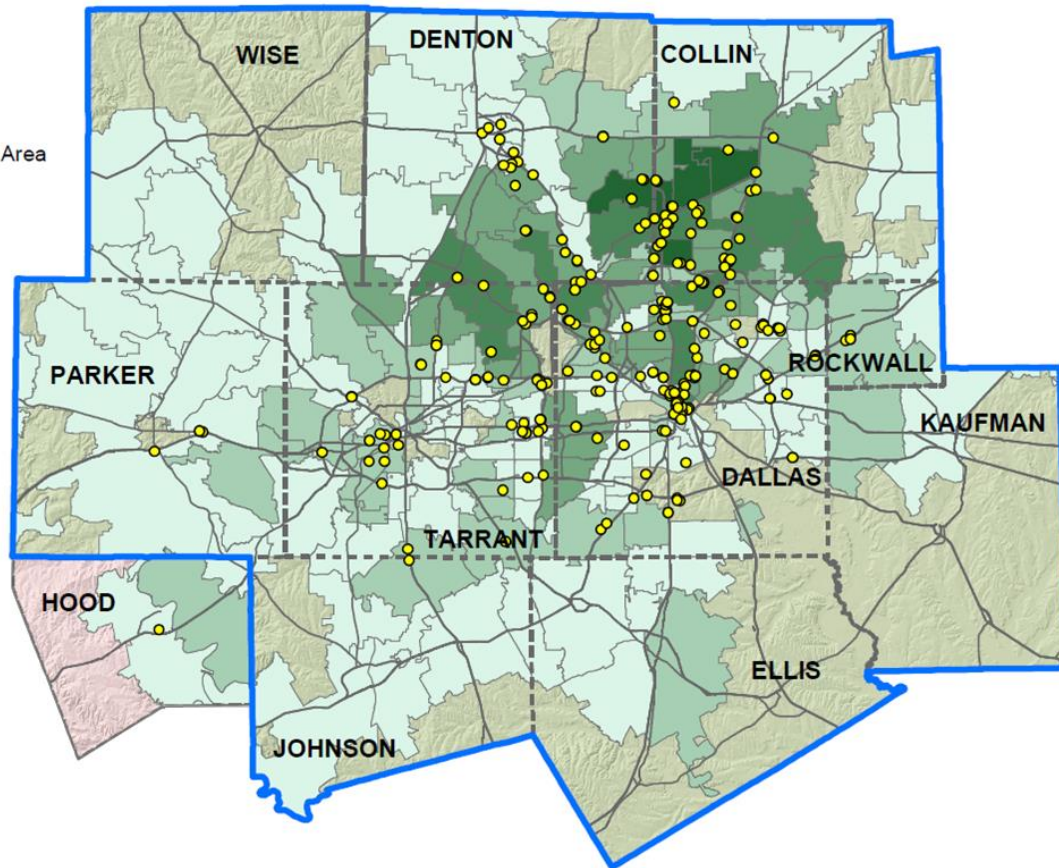 DENTON
WISE
COLLIN
Area
ROCKWALL
PARKER
KAUFMAN
DALLAS
TARRANT
HOOD
ELLIS
JOHNSON